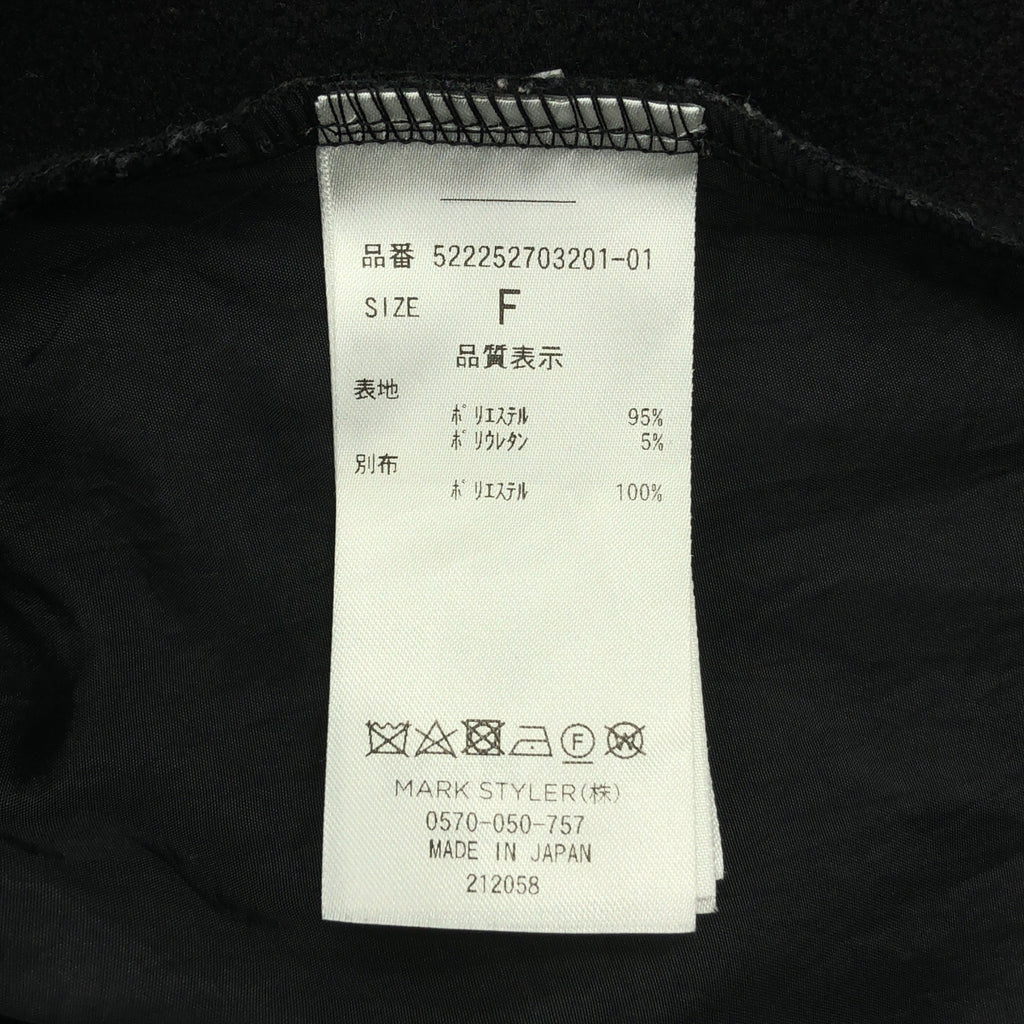 品番 522252703201-01
SIZE F
品質表示
表地
ﾎﾟﾘｴｽﾃﾙ 95%
ﾎﾟﾘｳﾚﾀﾝ 5%
別布
ﾎﾟﾘｴｽﾃﾙ 100%
F W
MARK STYLER(株)
0570-050-757
MADE IN JAPAN
212058